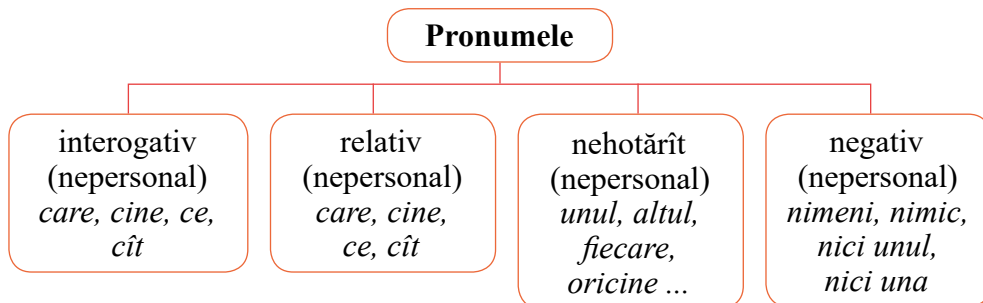 Pronumele
interogativ
(nepersonal)
care, cine, ce,
cît
relativ
(nepersonal)
care, cine,
ce, cît
nehotărît
(nepersonal)
unul, altul,
fiecare,
oricine ...
negativ
(nepersonal)
nimeni, nimic,
nici unul,
nici una